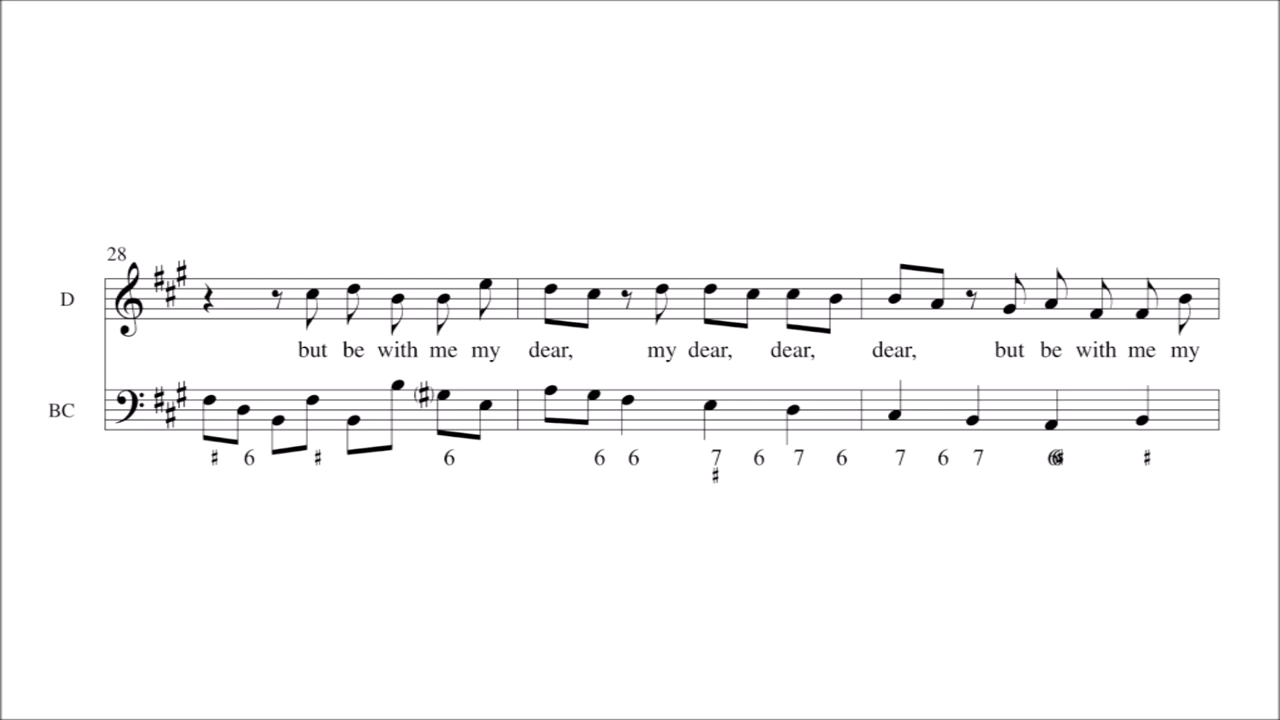 28
D
but be with me my dear, my dear, dear, dear, but be with me my
BC
♯ 6 ♯ 6 6 6 7 6 7 6 7 6 7 ♯
♯